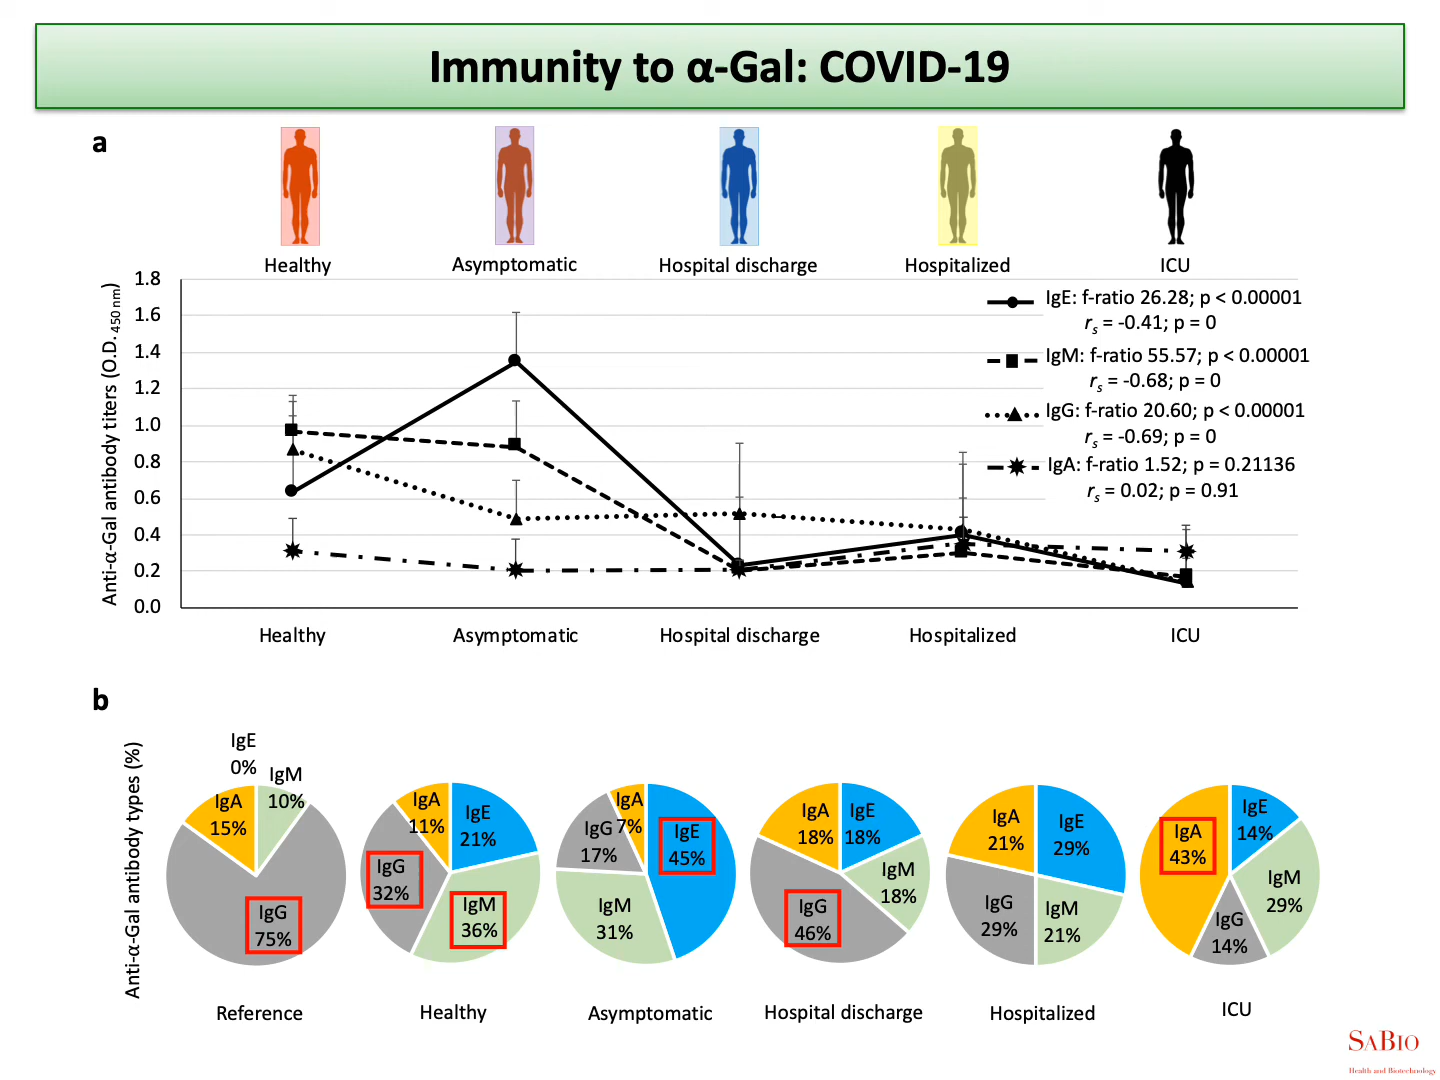 Immunity to α-Gal: COVID-19
a
Healthy
Asymptomatic
Hospital discharge
Hospitalized
ICU
Anti-α-Gal antibody titers (O.D. 450 nm)
1.8
1.6
1.4
1.2
1.0
0.8
0.6
0.4
0.2
0.0
IgE: f-ratio 26.28; p < 0.00001
rs = -0.41; p = 0
IgM: f-ratio 55.57; p < 0.00001
rs = -0.68; p = 0
IgG: f-ratio 20.60; p < 0.00001
rs = -0.69; p = 0
IgA: f-ratio 1.52; p = 0.21136
rs = 0.02; p = 0.91
Healthy
Asymptomatic
Hospital discharge
Hospitalized
ICU
b
Anti-α-Gal antibody types (%)
IgE
0%
IgM
10%
IgA
15%
IgG
75%
Reference
IgA
11%
IgE
21%
IgG
32%
IgM
36%
Healthy
IgA
7%
IgE
45%
IgG
17%
IgM
31%
Asymptomatic
IgA
18%
IgE
18%
IgM
18%
IgG
46%
Hospital discharge
IgA
21%
IgE
29%
IgG
29%
IgM
21%
Hospitalized
IgE
14%
IgA
43%
IgM
29%
IgG
14%
ICU
SABIO
Health and Biotechnology